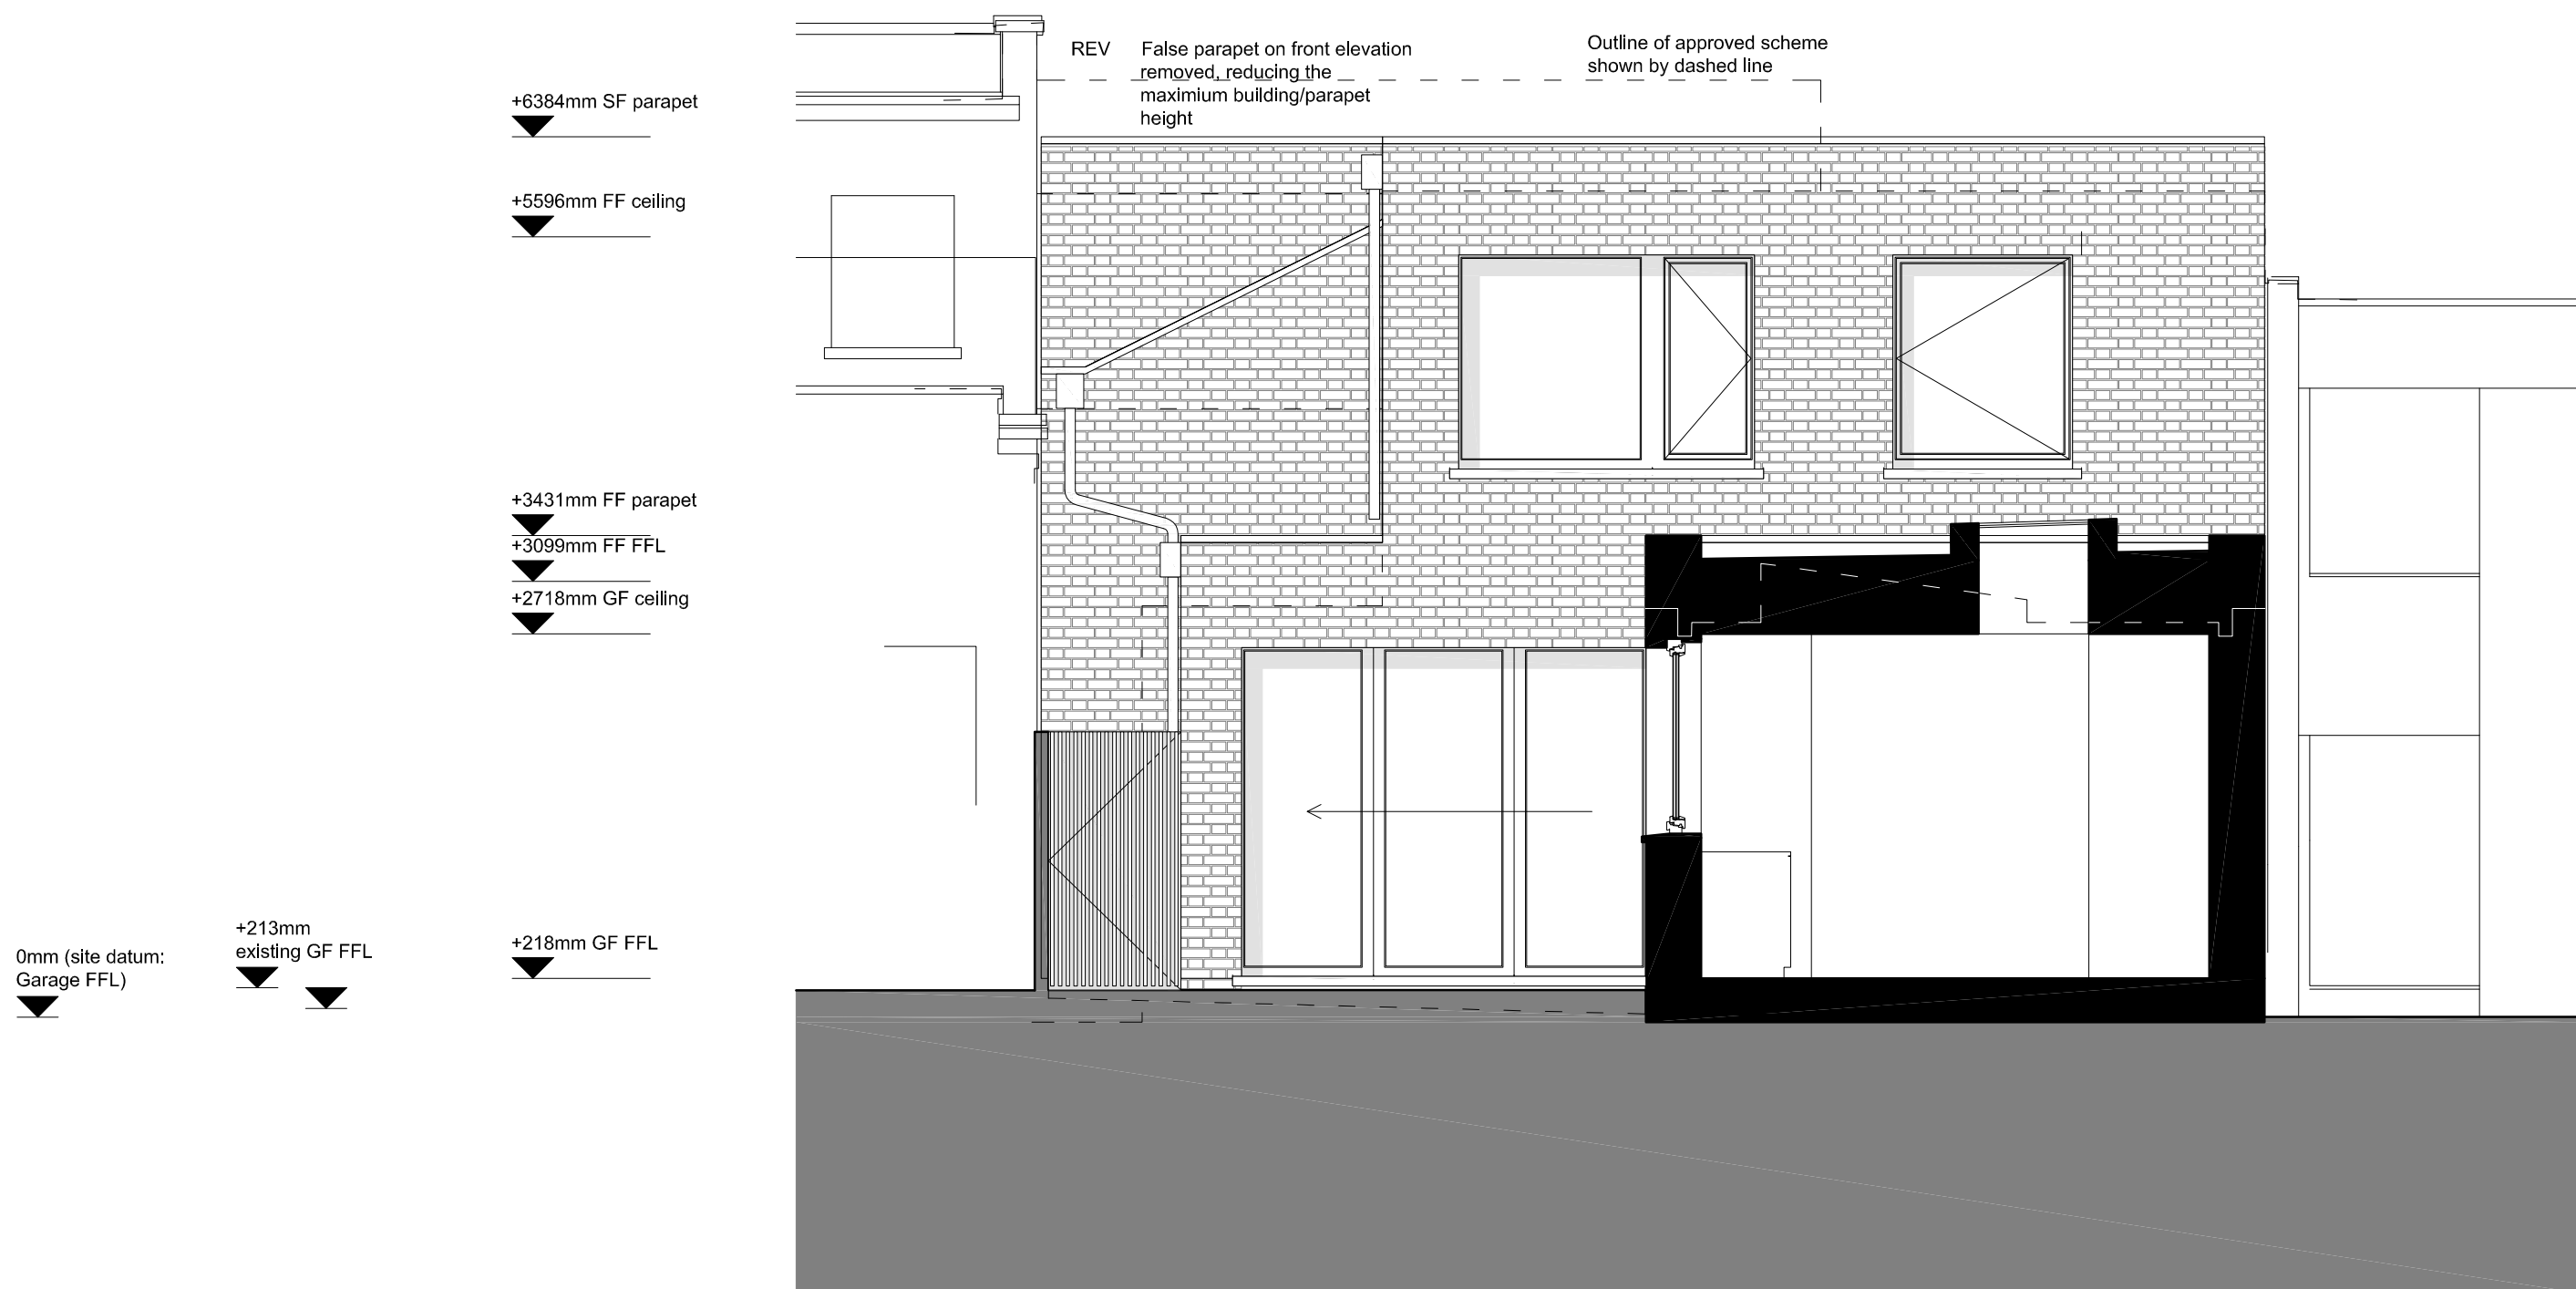 REV
False parapet on front elevation
removed, reducing the
maximium building/parapet
height
Outline of approved scheme
shown by dashed line
+6384mm SF parapet
+5596mm FF ceiling
+3431mm FF parapet
+3099mm FF FFL
+2718mm GF ceiling
+218mm GF FFL
+213mm
existing GF FFL
0mm (site datum:
Garage FFL)